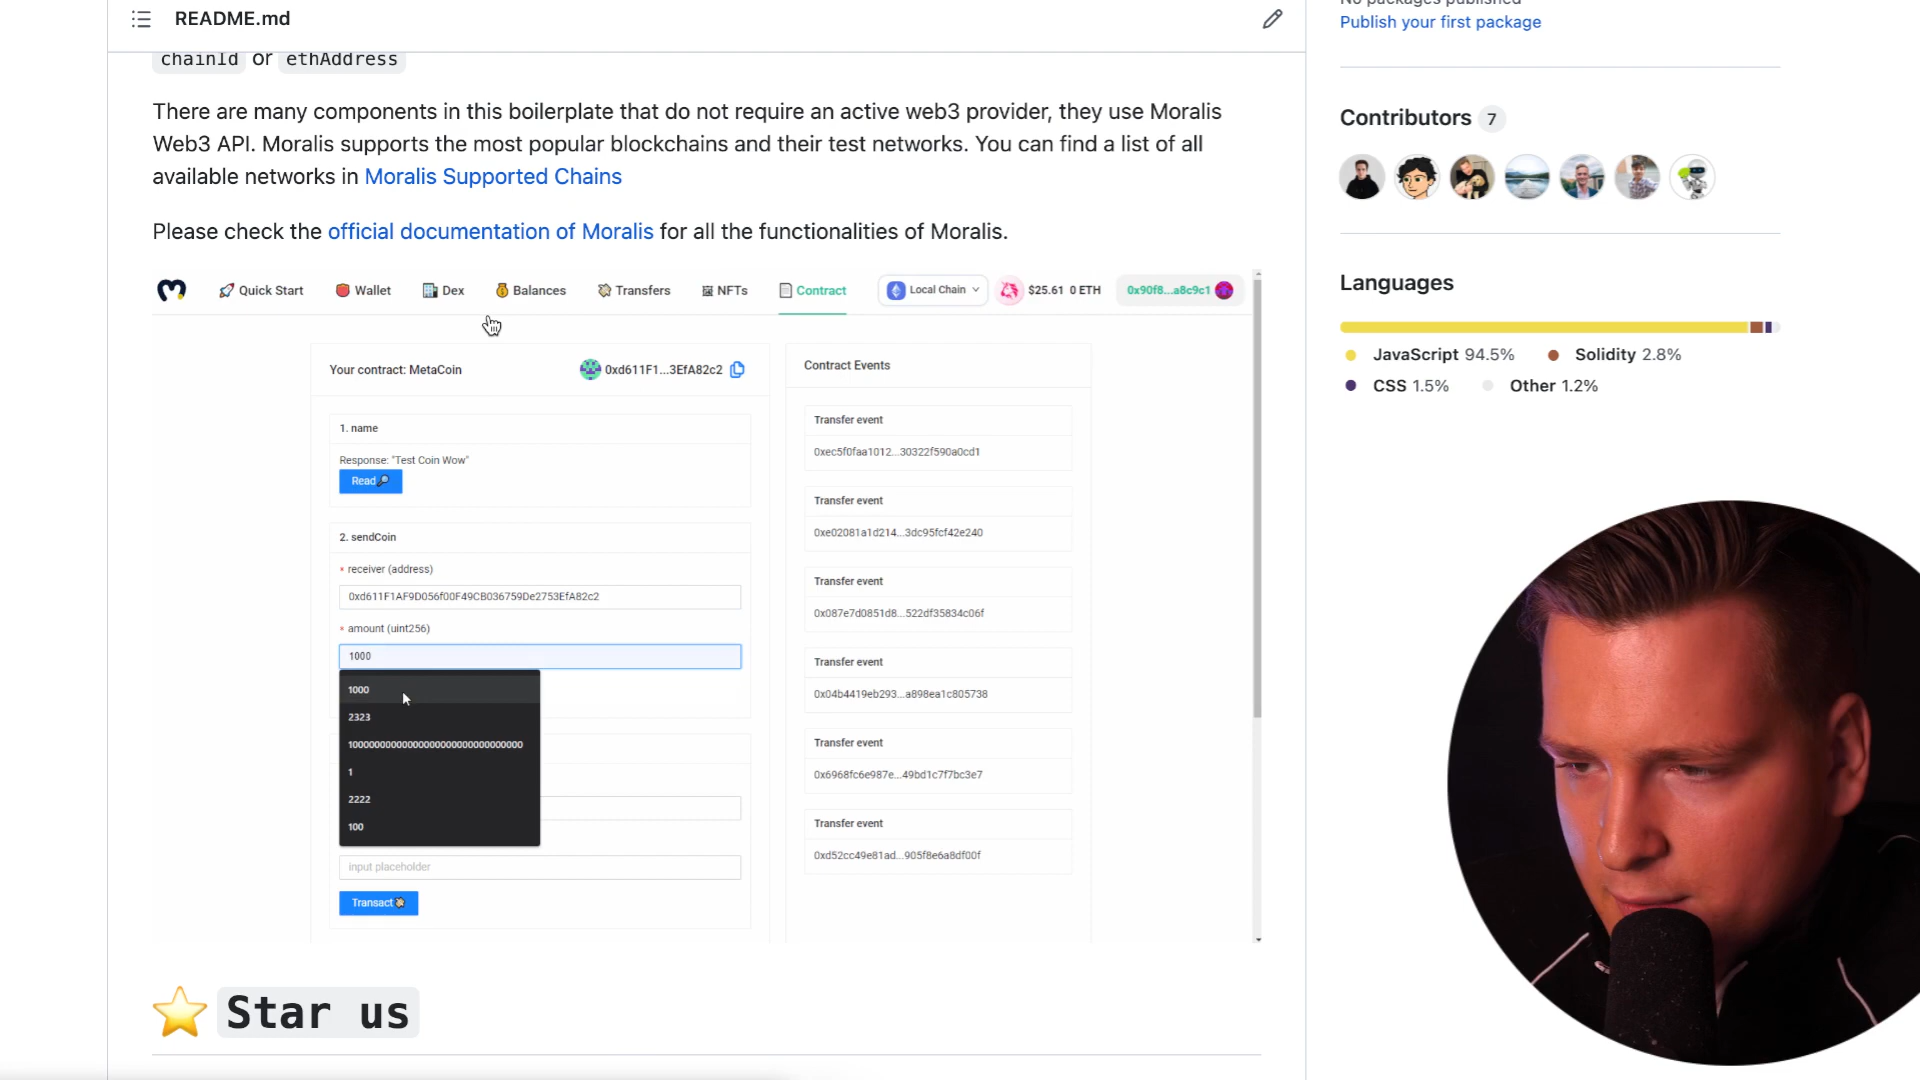 README.md
No packages published
Publish your first package
chainId or ethAddress
There are many components in this boilerplate that do not require an active web3 provider, they use Moralis
Web3 API. Moralis supports the most popular blockchains and their test networks. You can find a list of all
available networks in Moralis Supported Chains
Please check the official documentation of Moralis for all the functionalities of Moralis.
Quick Start
Wallet
Dex
Balances
Transfers
NFTs
Contract
Local Chain
$25.61 0 ETH
0x90f8...a8c9c1
Your contract: MetaCoin
0xd611F1...3EfA82c2
1. name
Response: "Test Coin Wow"
Read
2. sendCoin
* receiver (address)
0xd611F1AF9D056f00F49CB036759De2753EfA82c2
* amount (uint256)
1000
1000
2323
1
2222
100
input placeholder
Transact
Contract Events
Transfer event
0xec5f0faa1012...30322f590a0cd1
Transfer event
0xe02081a1d214...3dc95fcf42e240
Transfer event
0x087e7d0851d8...522df35834c06f
Transfer event
0x04b4419eb293...a898ea1c805738
Transfer event
0x6968fc6e987e...49bd1c7f7bc3e7
Transfer event
0xd52cc49e81ad...905f8e6a8df00f
Star us
Contributors 7
Languages
JavaScript 94.5%
Solidity 2.8%
CSS 1.5%
Other 1.2%